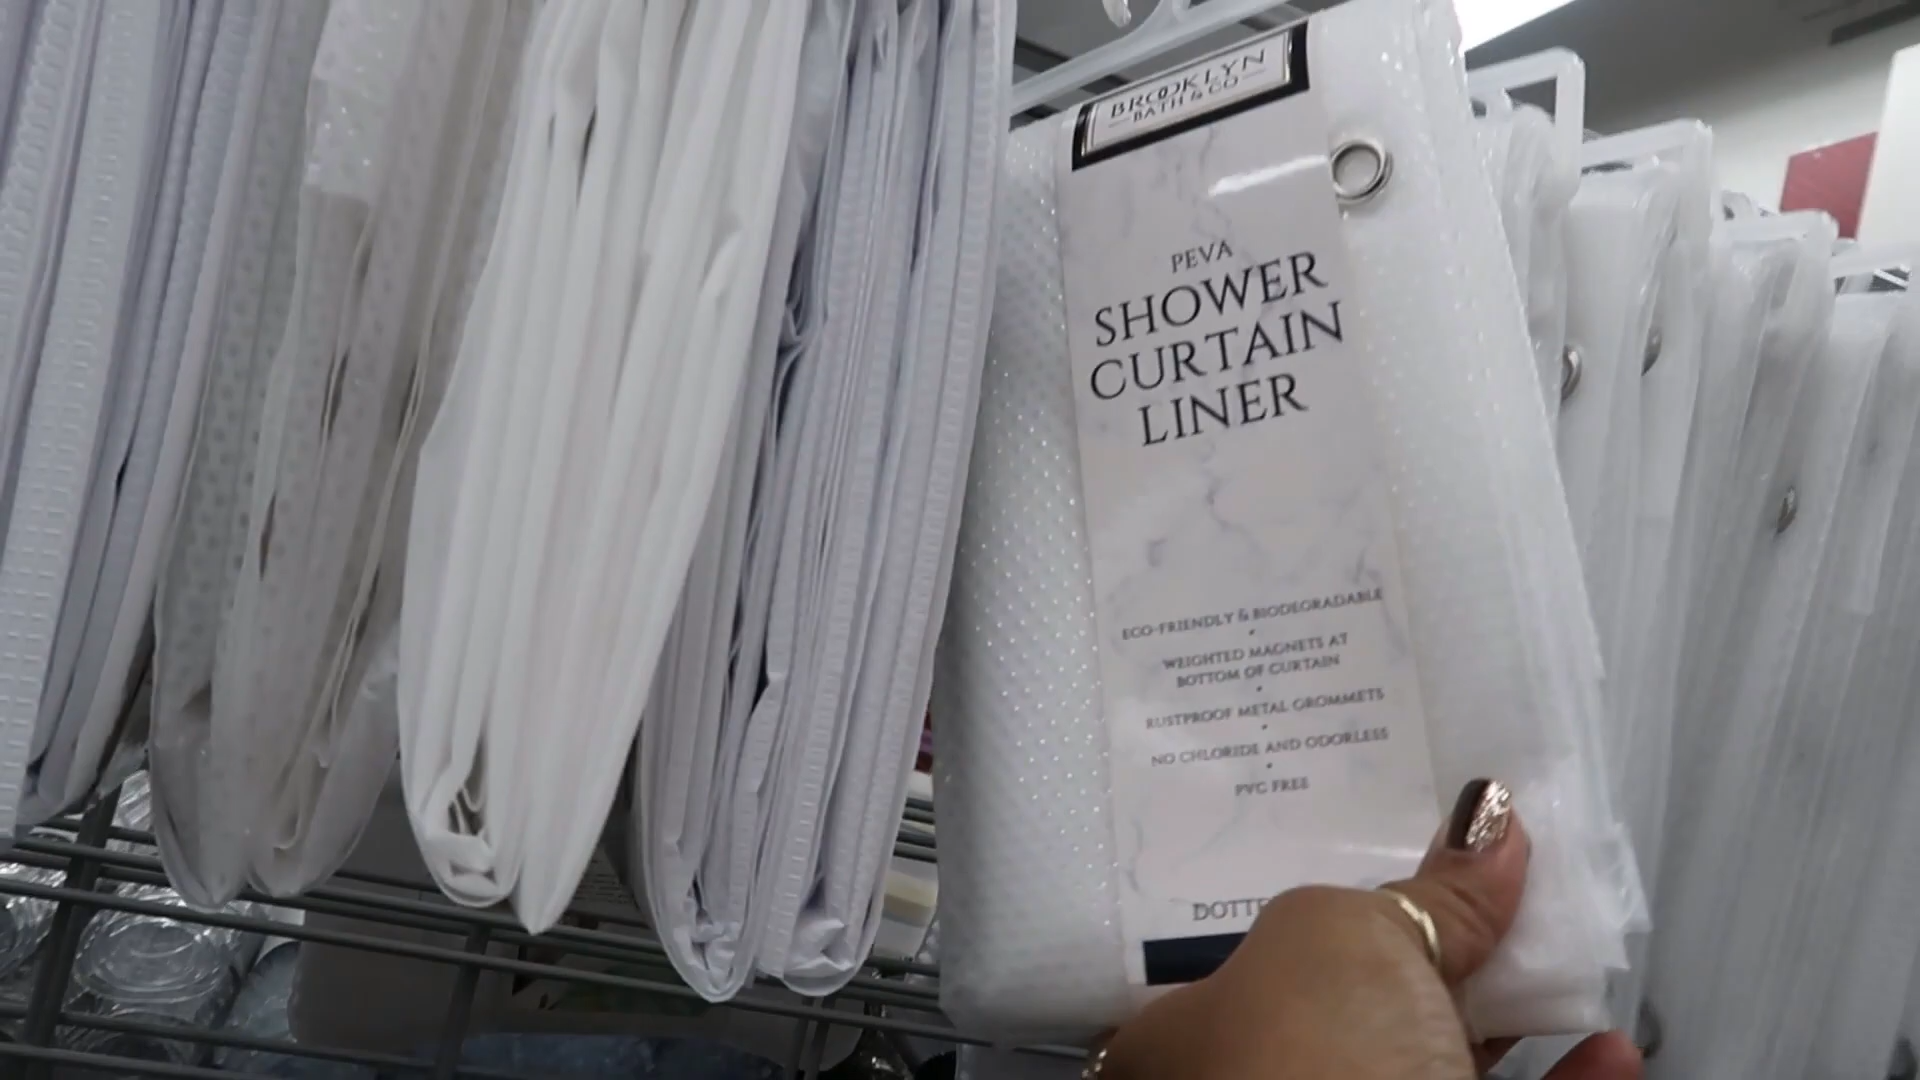 BROOKLYN
BATH & CO
PEVA
SHOWER
CURTAIN
LINER
ECO-FRIENDLY & BIODEGRADABLE
•
WEIGHTED MAGNETS AT
BOTTOM OF CURTAIN
•
RUSTPROOF METAL GROMMETS
•
NO CHLORIDE AND ODORLESS
•
PVC FREE